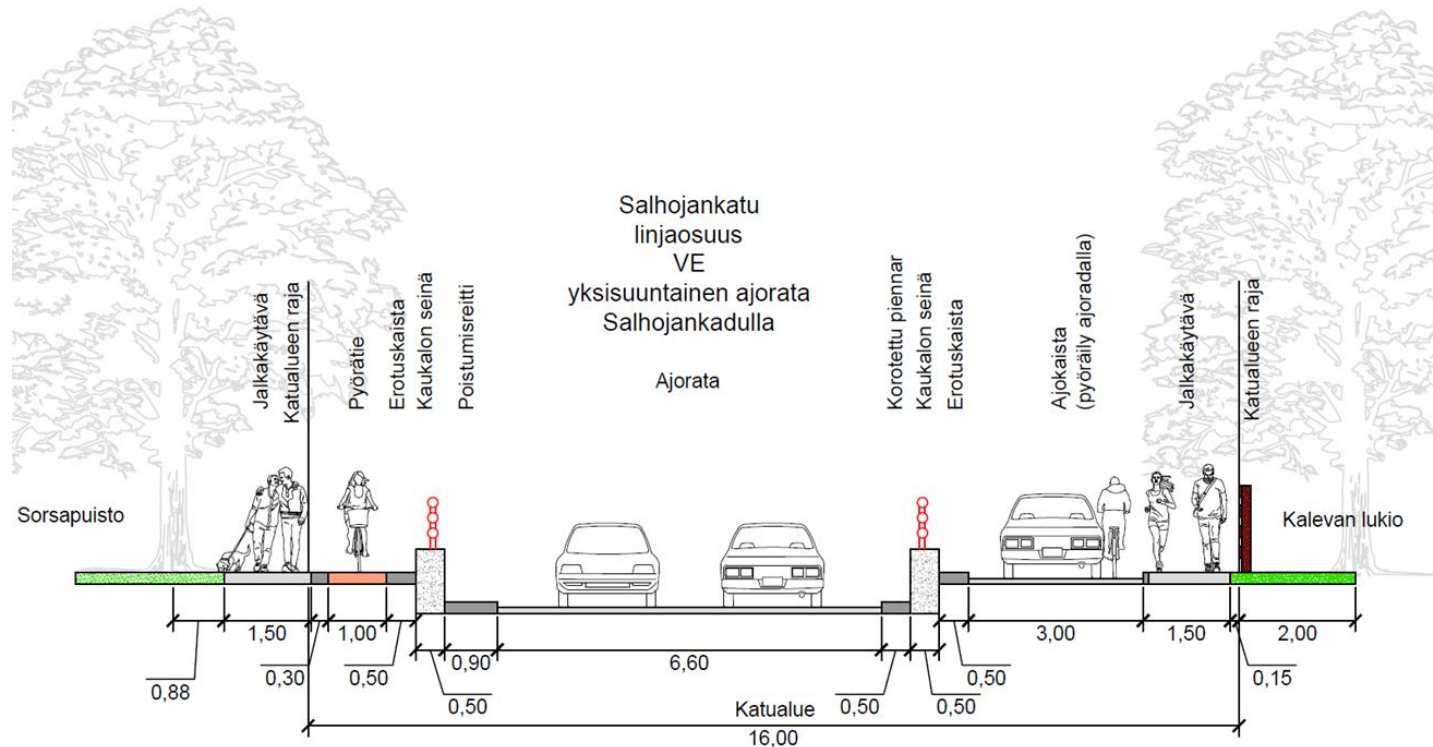 Salhojankatu
linjaosuus
VE
yksisuuntainen ajorata
Salhojankadulla
Jalkakäytävä
Katualueen raja
Pyörätie
Erotuskaista
Kaukalon seinä
Poistumisreitti
Ajorata
Korotettu piennar
Kaukalon seinä
Erotuskaista
Ajokaista
(pyöräily ajoradalla)
Jalkakäytävä
Katualueen raja
Sorsapuisto
Kalevan lukio
1,50
1,00
3,00
1,50
2,00
0,88
0,30
0,50
0,90
6,60
0,50
0,15
0,50
0,50
0,50
Katualue
16,00